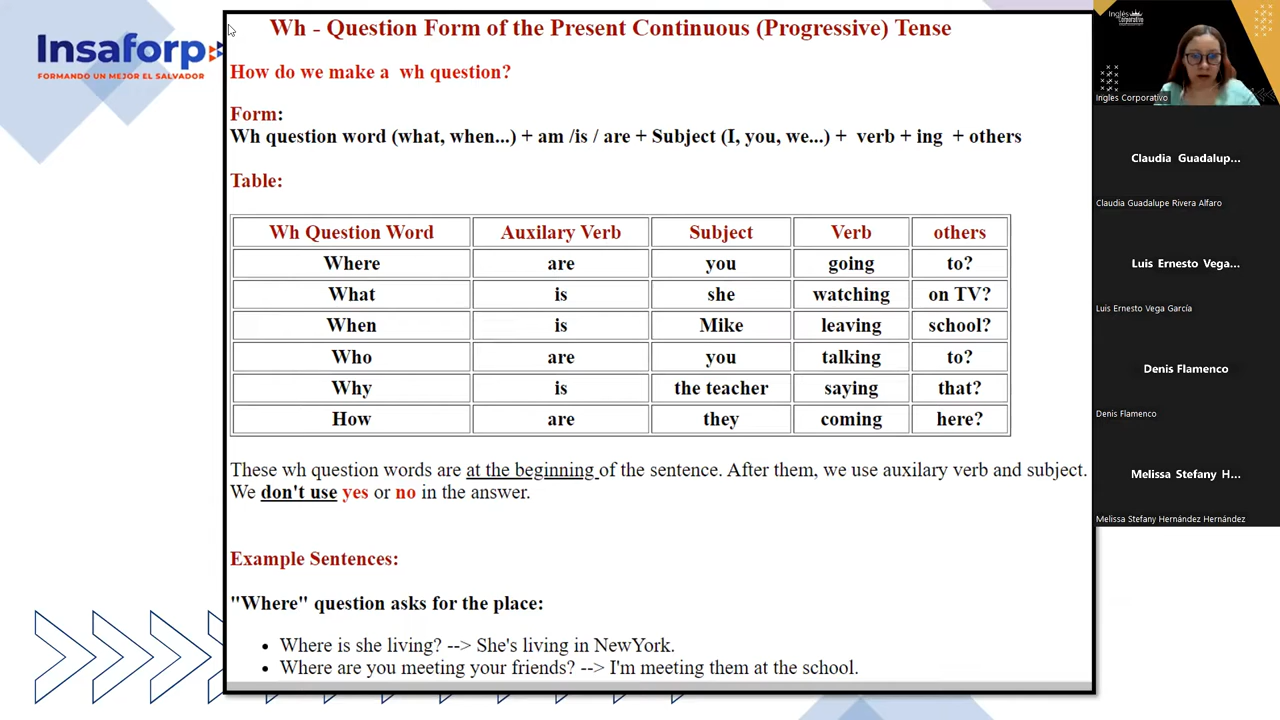 Insaforp
FORMANDO UN MEJOR EL SALVADOR
Wh - Question Form of the Present Continuous (Progressive) Tense
How do we make a wh question?
Form:
Wh question word (what, when...) + am /is / are + Subject (I, you, we...) + verb + ing + others
Table:
Wh Question Word Auxilary Verb Subject Verb others
Where are you going to?
What is she watching on TV?
When is Mike leaving school?
Who are you talking to?
Why is the teacher saying that?
How are they coming here?
These wh question words are at the beginning of the sentence. After them, we use auxilary verb and subject.
We don't use yes or no in the answer.
Example Sentences:
"Where" question asks for the place:
Where is she living? --> She's living in NewYork.
Where are you meeting your friends? --> I'm meeting them at the school.
Inglés
Corporativo
Ingles Corporativo
Claudia Guadalup...
Claudia Guadalupe Rivera Alfaro
Luis Ernesto Vega...
Luis Ernesto Vega García
Denis Flamenco
Denis Flamenco
Melissa Stefany H...
Melissa Stefany Hernández Hernández